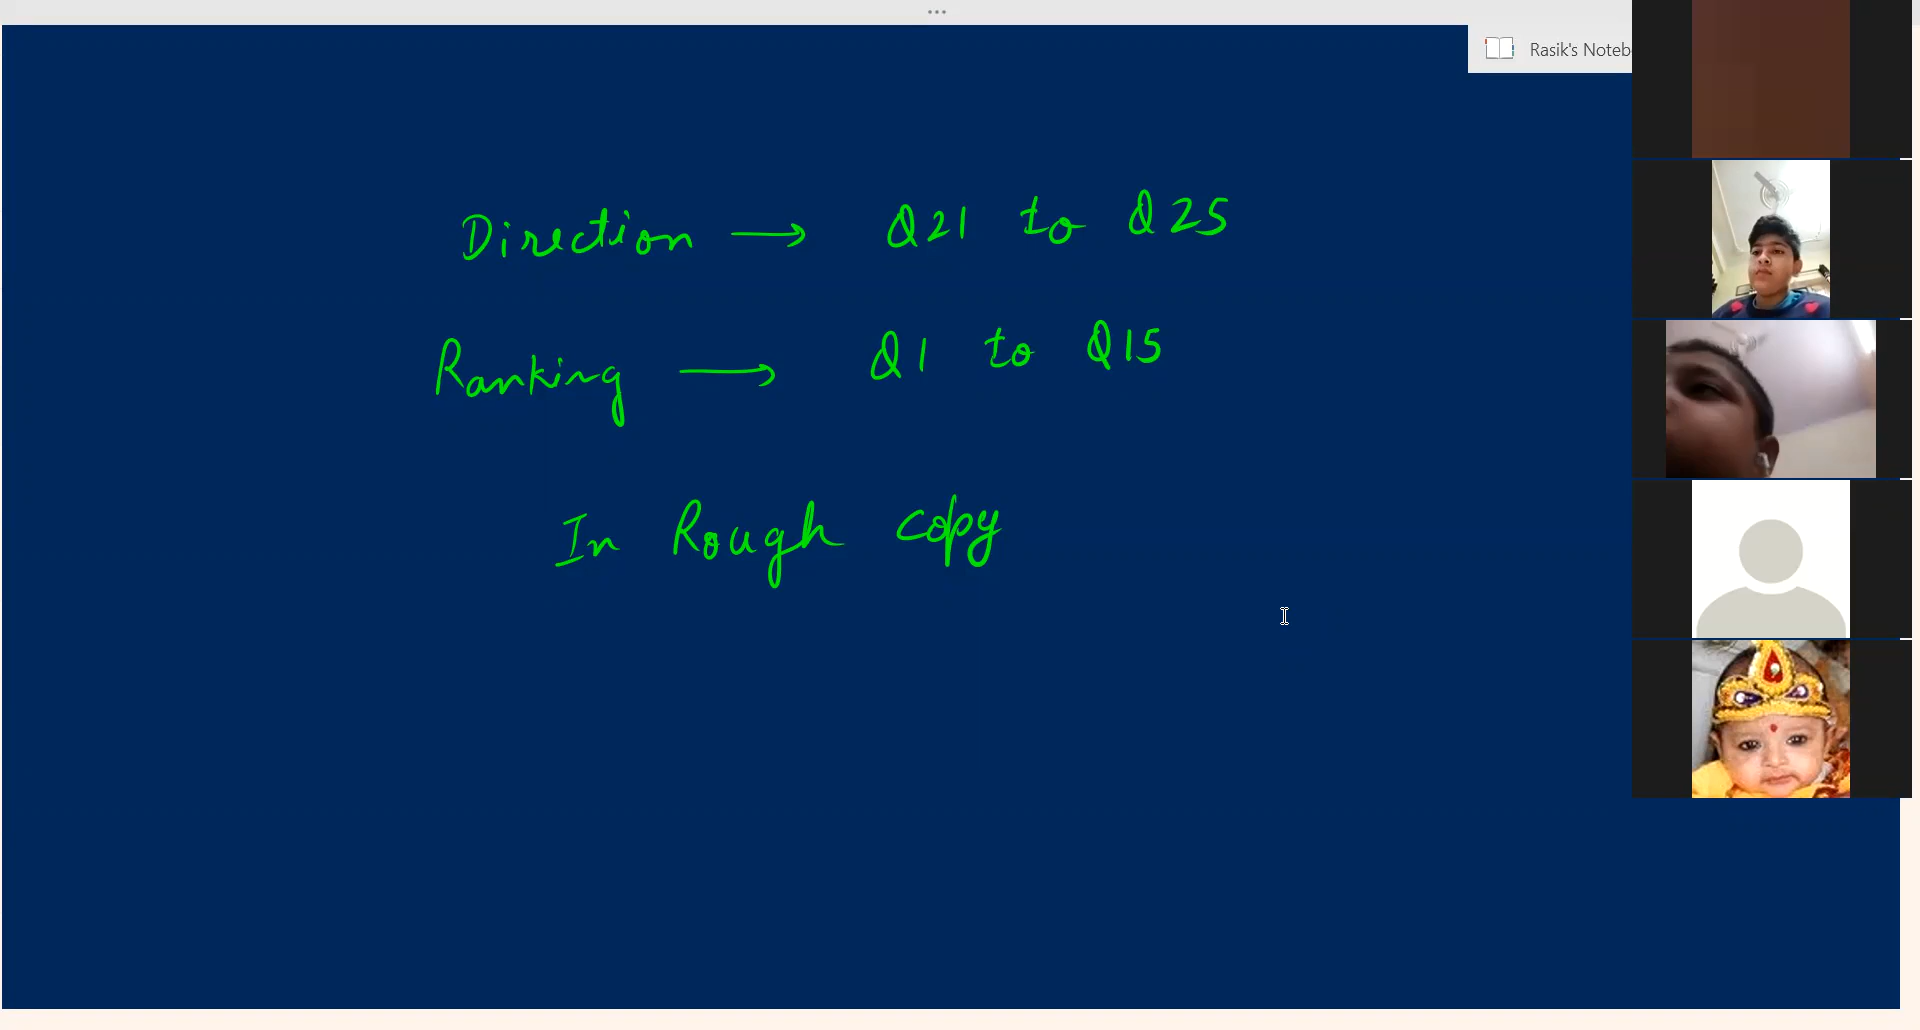 Rasik's Noteb
Direction → Q21 to Q25
Ranking → Q1 to Q15
In Rough copy